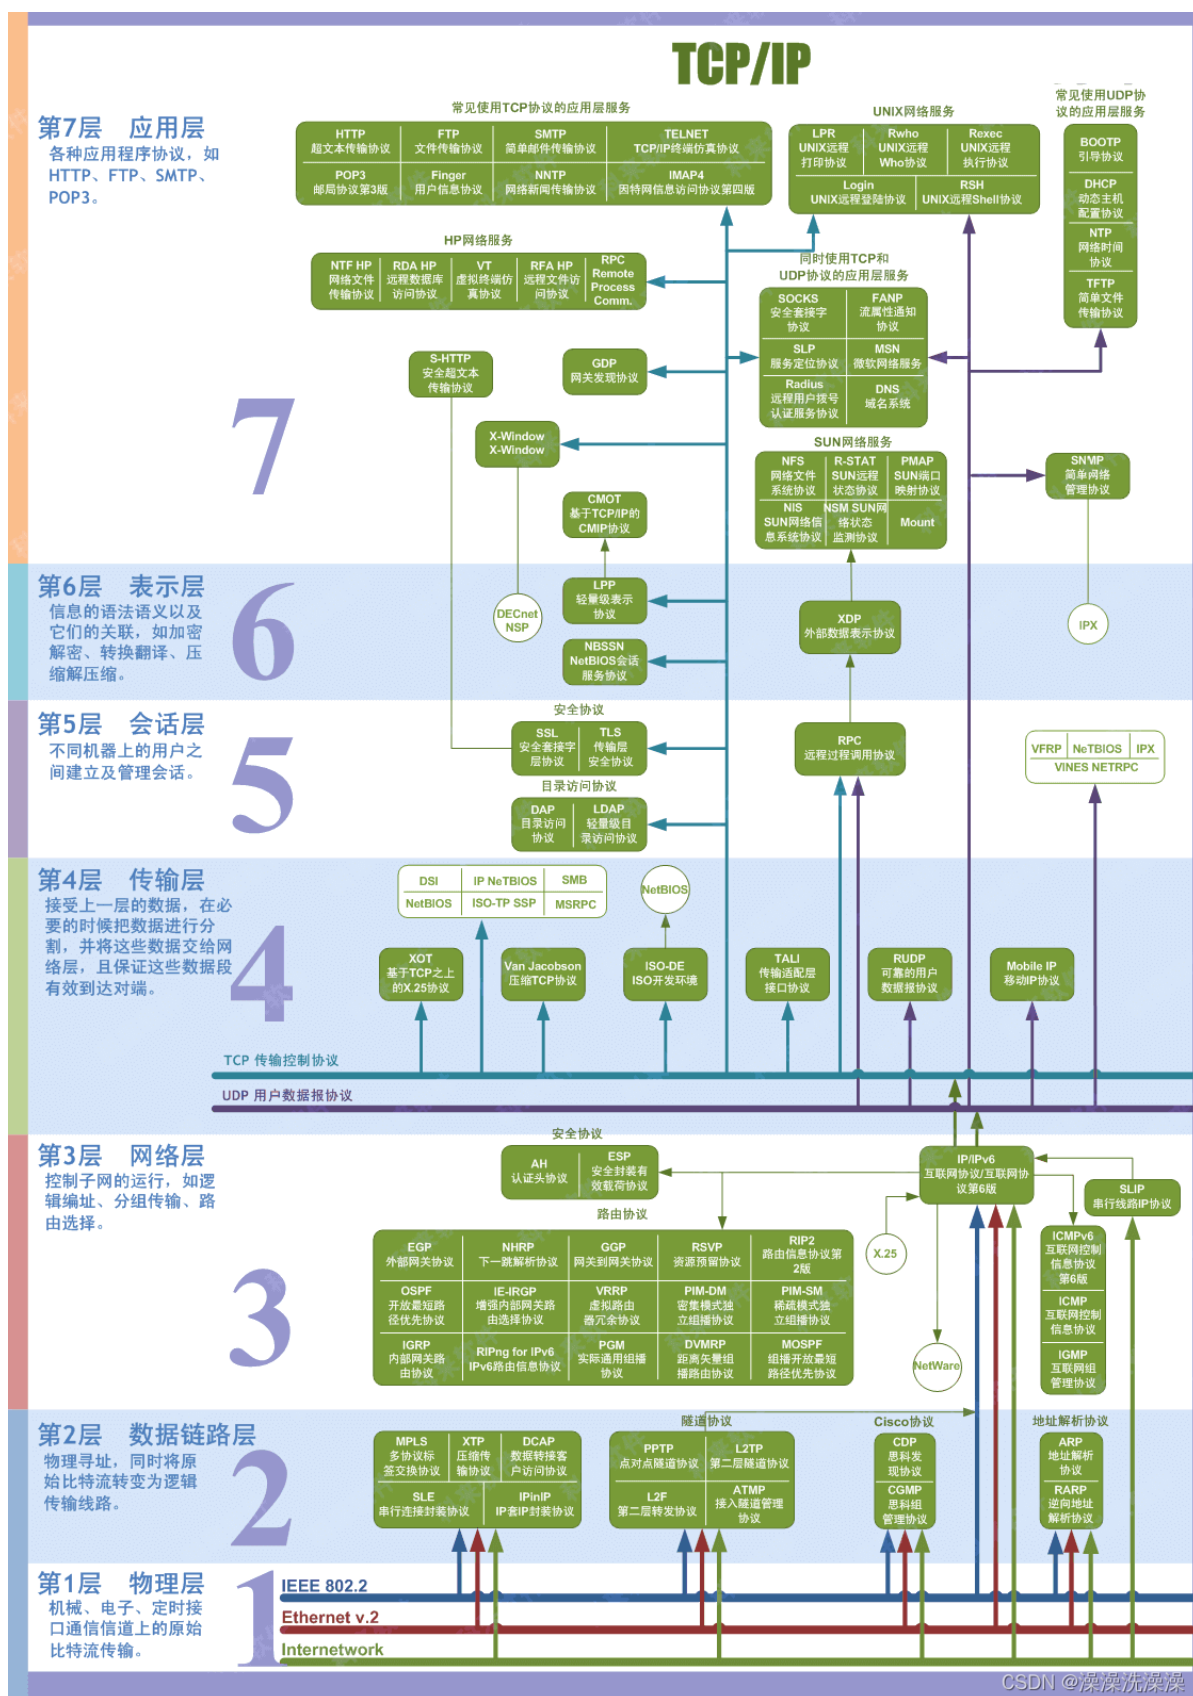 TCP/IP
第7层 应用层
各种应用程序协议，如
HTTP、FTP、SMTP、
POP3。
7
常见使用TCP协议的应用层服务
HTTP
超文本传输协议
FTP
文件传输协议
SMTP
简单邮件传输协议
TELNET
TCP/IP终端仿真协议
POP3
邮局协议第3版
Finger
用户信息协议
NNTP
网络新闻传输协议
IMAP4
因特网信息访问协议第四版
UNIX网络服务
LPR
UNIX远程
打印协议
Rwho
UNIX远程
Who协议
Rexec
UNIX远程
执行协议
Login
UNIX远程登陆协议
RSH
UNIX远程Shell协议
常见使用UDP协
议的应用层服务
BOOTP
引导协议
DHCP
动态主机
配置协议
NTP
网络时间
协议
TFTP
简单文件
传输协议
HP网络服务
NTF HP
网络文件
传输协议
RDA HP
远程数据库
访问协议
VT
虚拟终端仿
真协议
RFA HP
远程文件访
问协议
RPC
Remote
Process
Comm.
同时使用TCP和
UDP协议的应用层服务
SOCKS
安全套接字
协议
FANP
流属性通知
协议
SLP
服务定位协议
MSN
微软网络服务
Radius
远程用户拨号
认证服务协议
DNS
域名系统
S-HTTP
安全超文本
传输协议
GDP
网关发现协议
X-Window
X-Window
CMOT
基于TCP/IP的
CMIP协议
SUN网络服务
NFS
网络文件
系统协议
R-STAT
SUN远程
状态协议
PMAP
SUN端口
映射协议
NIS
SUN网络信
息系统协议
NSM SUN网
络状态
监测协议
Mount
SNMP
简单网络
管理协议
第6层 表示层
信息的语法语义以及
它们的关联，如加密
解密、转换翻译、压
缩解压缩。
6
DECnet
NSP
LPP
轻量级表示
协议
NBSSN
NetBIOS会话
服务协议
XDP
外部数据表示协议
IPX
第5层 会话层
不同机器上的用户之
间建立及管理会话。
5
安全协议
SSL
安全套接字
层协议
TLS
传输层
安全协议
目录访问协议
DAP
目录访问
协议
LDAP
轻量级目
录访问协议
RPC
远程过程调用协议
VFRP
NeTBIOS
IPX
VINES NETRPC
第4层 传输层
接受上一层的数据，在必
要的时候把数据进行分
割，并将这些数据交给网
络层，且保证这些数据段
有效到达对端。
4
DSI
IP NeTBIOS
SMB
NetBIOS
ISO-TP SSP
MSRPC
NetBIOS
XOT
基于TCP之上
的X.25协议
Van Jacobson
压缩TCP协议
ISO-DE
ISO开发环境
TALI
传输适配层
接口协议
RUDP
可靠的用户
数据报协议
Mobile IP
移动IP协议
TCP 传输控制协议
UDP 用户数据报协议
第3层 网络层
控制子网的运行，如逻
辑编址、分组传输、路
由选择。
3
安全协议
AH
认证头协议
ESP
安全封装有
效载荷协议
IP/IPv6
互联网协议/互联网协
议第6版
SLIP
串行线路IP协议
路由协议
EGP
外部网关协议
NHRP
下一跳解析协议
GGP
网关到网关协议
RSVP
资源预留协议
RIP2
路由信息协议第
2版
OSPF
开放最短路
径优先协议
IE-IRGP
增强内部网关路
由选择协议
VRRP
虚拟路由
器冗余协议
PIM-DM
密集模式独
立组播协议
PIM-SM
稀疏模式独
立组播协议
IGRP
内部网关路
由协议
RIPng for IPv6
IPv6路由信息协议
PGM
实际通用组播
协议
DVMRP
距离矢量组
播路由协议
MOSPF
组播开放最短
路径优先协议
X.25
NetWare
ICMPv6
互联网控制
信息协议
第6版
ICMP
互联网控制
信息协议
IGMP
互联网组
管理协议
第2层 数据链路层
物理寻址，同时将原
始比特流转变为逻辑
传输线路。
2
MPLS
多协议标
签交换协议
XTP
压缩传
输协议
DCAP
数据转接客
户访问协议
SLE
串行连接封装协议
IPinIP
IP套IP封装协议
隧道协议
PPTP
点对点隧道协议
L2TP
第二层隧道协议
L2F
第二层转发协议
ATMP
接入隧道管理
协议
Cisco协议
CDP
思科发
现协议
CGMP
思科组
管理协议
地址解析协议
ARP
地址解析
协议
RARP
逆向地址
解析协议
第1层 物理层
机械、电子、定时接
口通信信道上的原始
比特流传输。
1
IEEE 802.2
Ethernet v.2
Internetwork
CSDN @澡澡洗澡澡